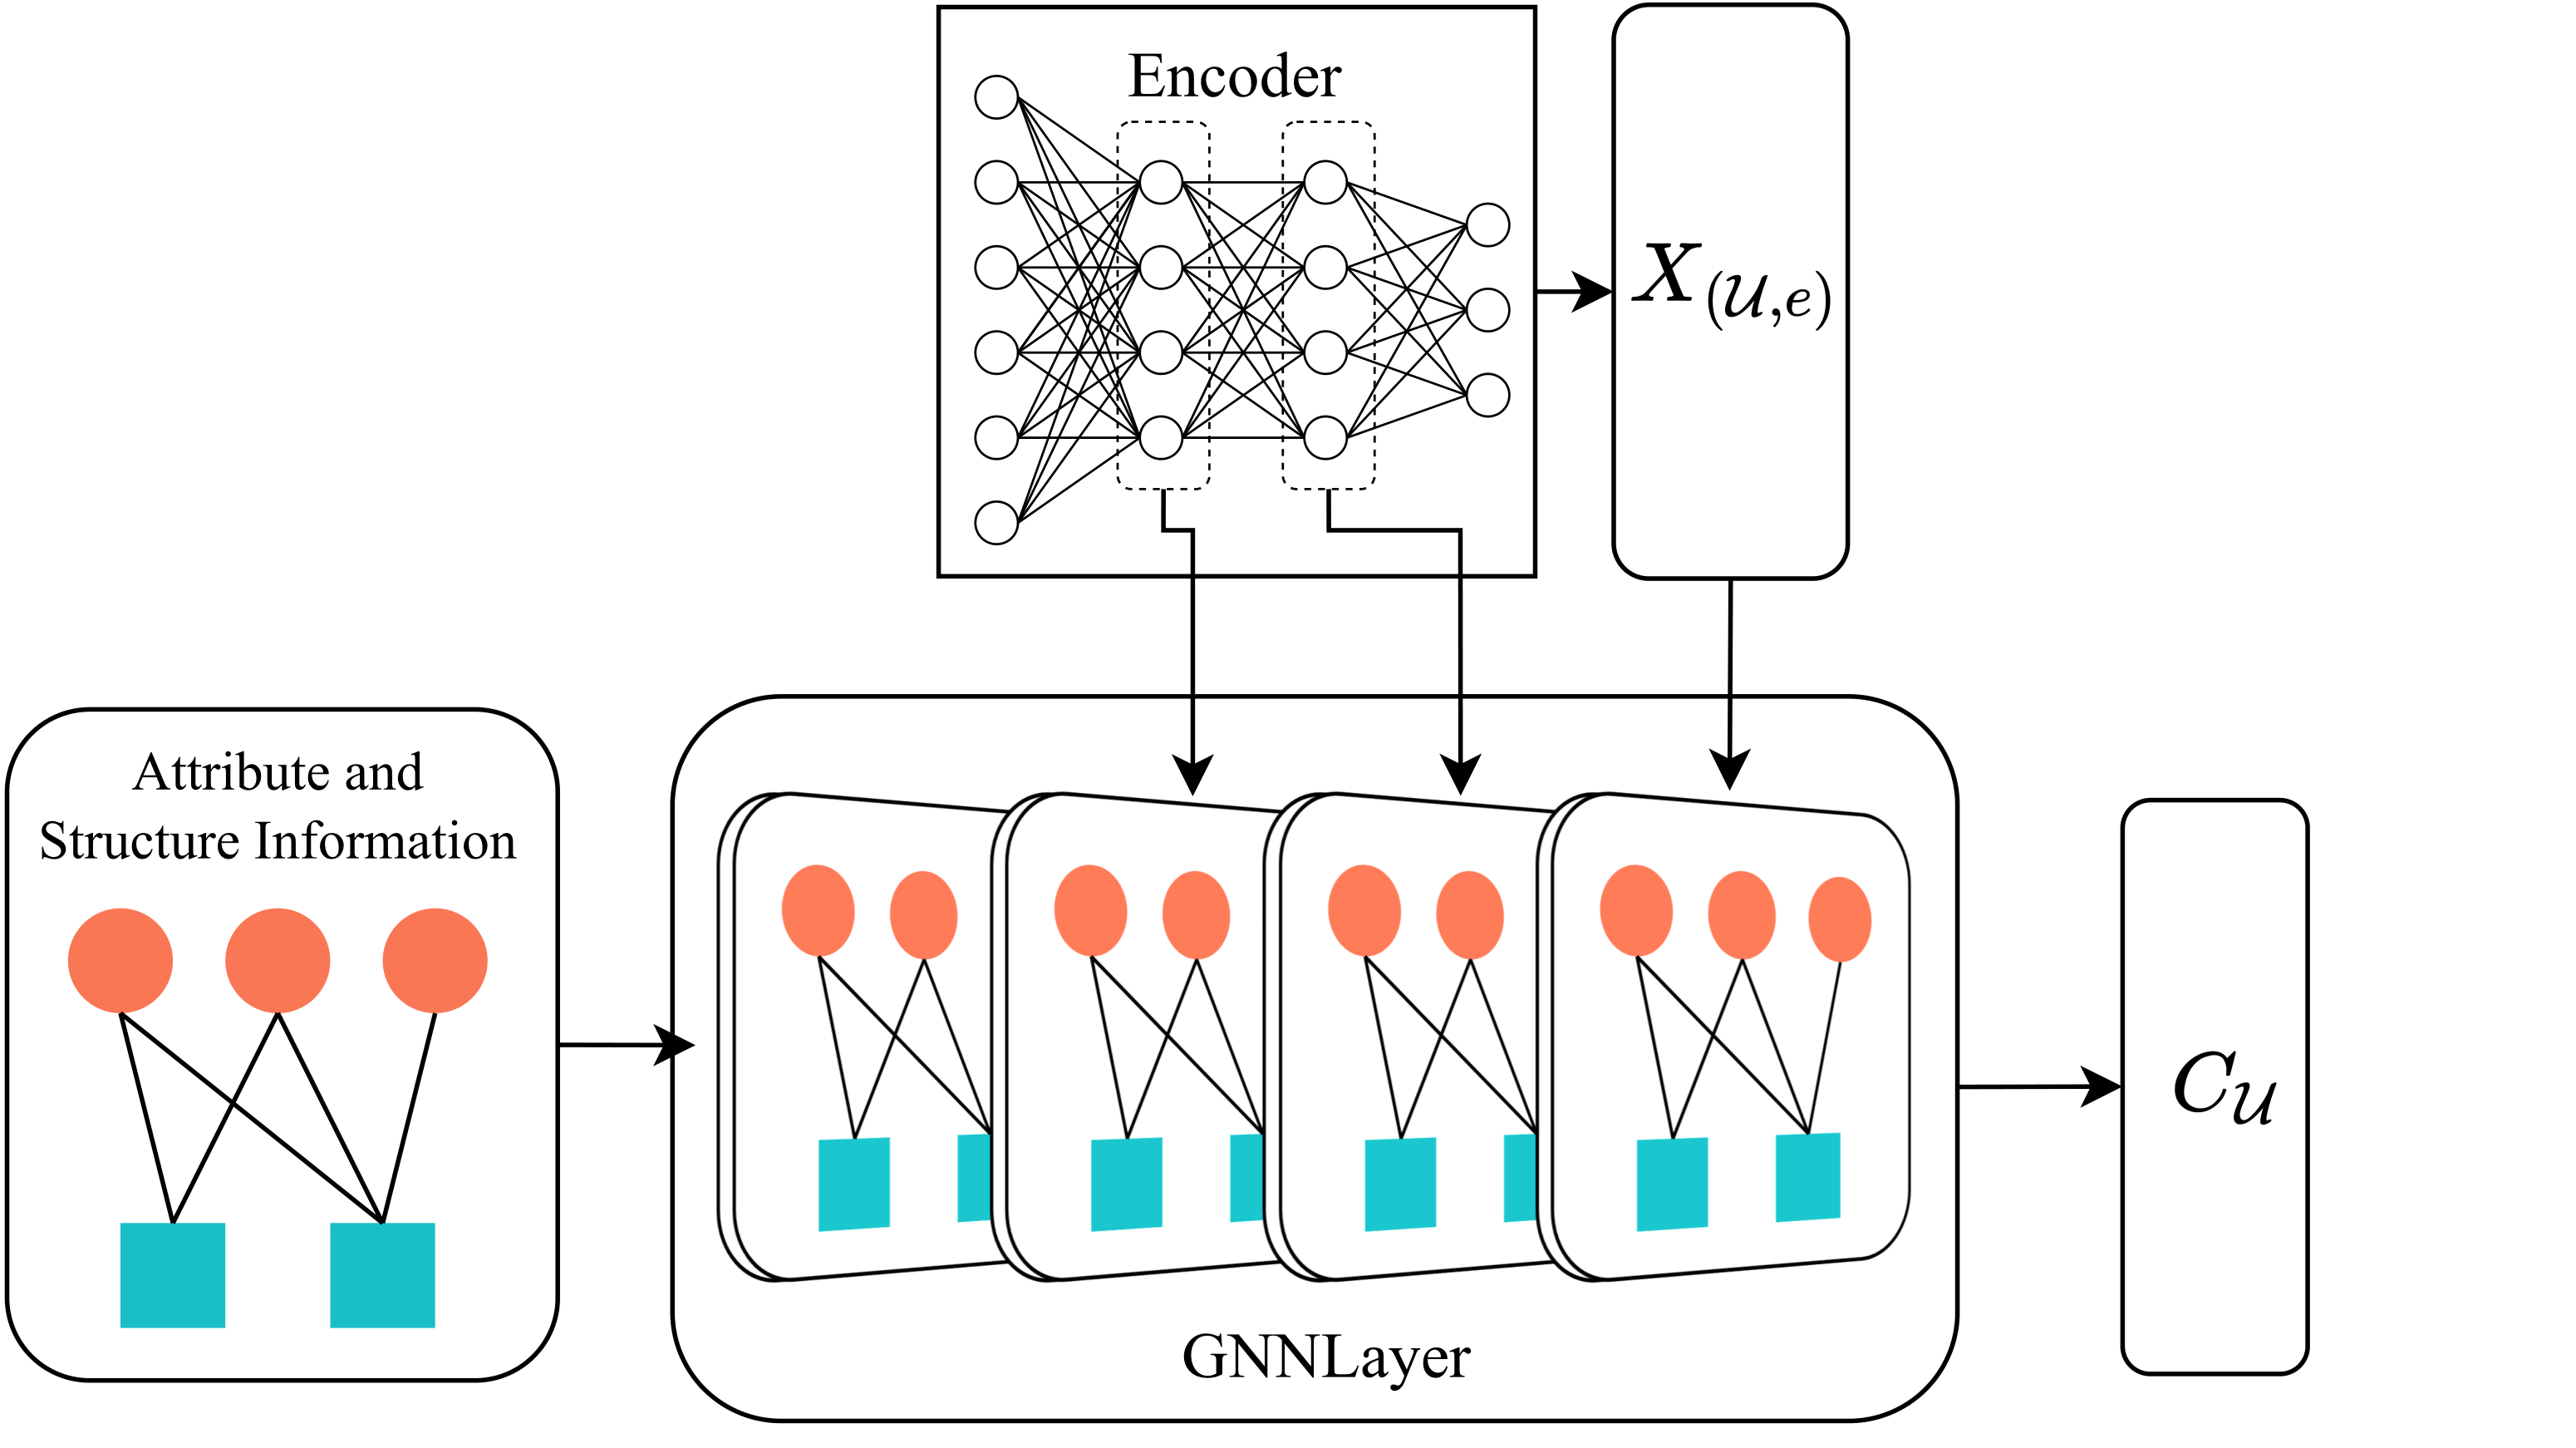 Encoder
X(U,e)
Attribute and
Structure Information
GNNLayer
CU